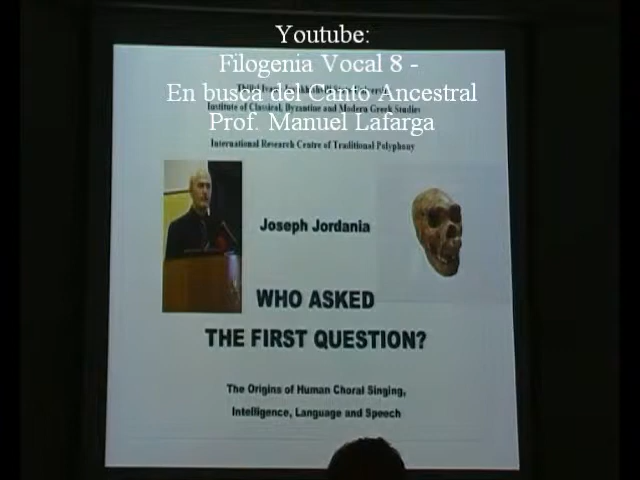 Youtube:
Filogenia Vocal 8 -
En busca del Canto Ancestral
Institute of Classical, Byzantine and Modern Greek Studies
Prof. Manuel Lafarga
International Research Centre of Traditional Polyphony
Joseph Jordania
WHO ASKED
THE FIRST QUESTION?
The Origins of Human Choral Singing,
Intelligence, Language and Speech